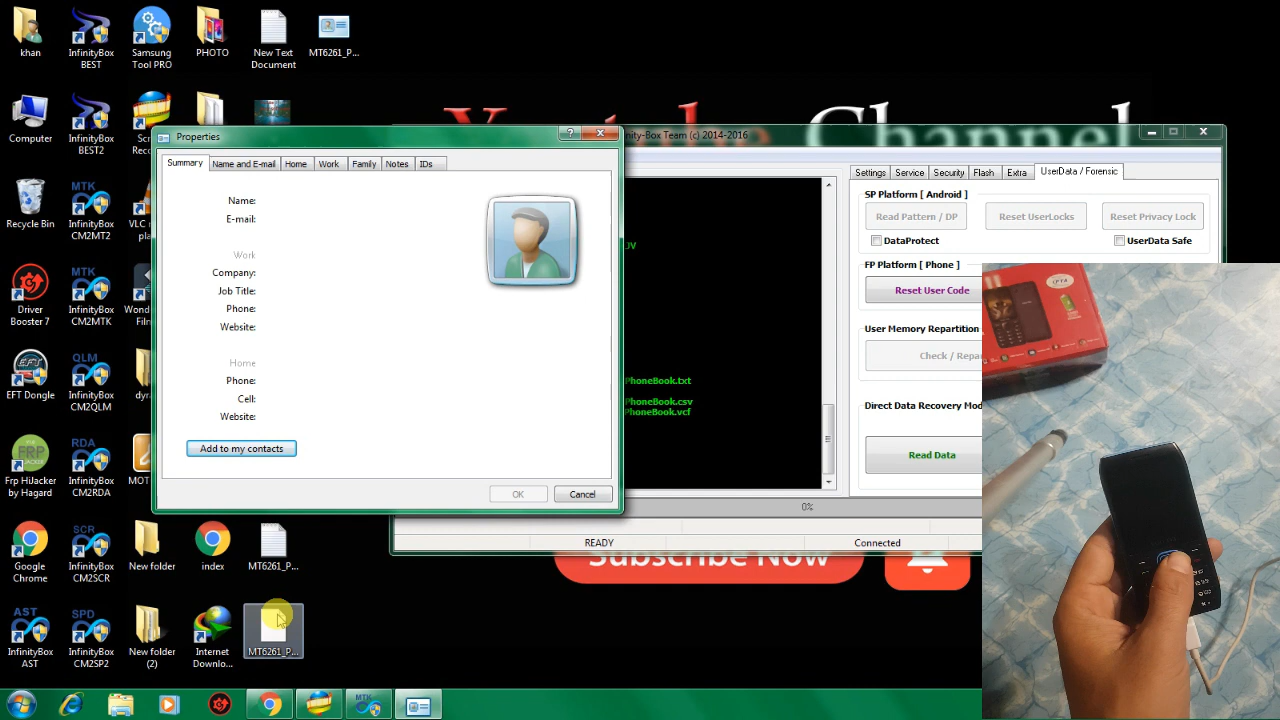 khan
InfinityBox
BEST
Samsung
Tool PRO
PHOTO
New Text
Document
MT6261_P...
Computer
InfinityBox
BEST2
Recycle Bin
MTK
InfinityBox
CM2MT2
Driver
Booster 7
MTK
InfinityBox
CM2MTK
EFT Dongle
QLM
InfinityBox
CM2QLM
FRP
Frp HiJacker
by Hagard
RDA
InfinityBox
CM2RDA
Google
Chrome
SCR
InfinityBox
CM2SCR
New folder
index
MT6261_P...
AST
InfinityBox
AST
SPD
InfinityBox
CM2SP2
New folder
(2)
Internet
Downlo...
MT6261_P...
Channel
Properties
Summary
Name and E-mail
Home
Work
Family
Notes
IDs
Name:
E-mail:
Work
Company:
Job Title:
Phone:
Website:
Home
Phone:
Cell:
Website:
Add to my contacts
OK
Cancel
nity-Box Team (c) 2014-2016
PhoneBook.txt
PhoneBook.csv
PhoneBook.vcf
Settings
Service
Security
Flash
Extra
UserData / Forensic
SP Platform [ Android ]
Read Pattern / DP
Reset UserLocks
Reset Privacy Lock
DataProtect
UserData Safe
FP Platform [ Phone ]
Reset User Code
User Memory Repartition
Check / Repa
Direct Data Recovery Mod
Read Data
0%
READY
Connected
Subscribe Now
MTK